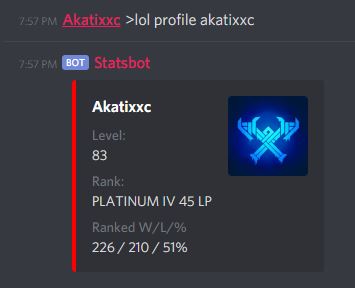 7:57 PM Akatixxc >lol profile akatixxc
7:57 PM BOT Statsbot
Akatixxc
Level:
83
Rank:
PLATINUM IV 45 LP
Ranked W/L/%
226 / 210 / 51%